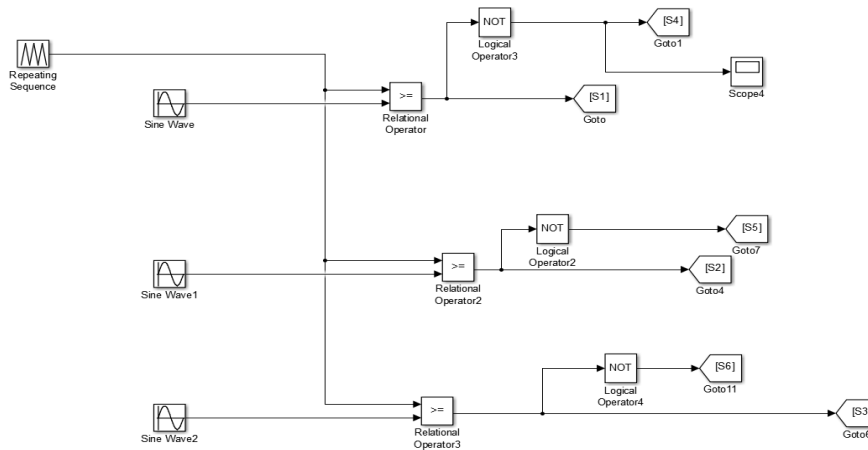 NOT
[S4]
Logical
Operator3
Goto1
Repeating
Sequence
Scope4
>=
[S1]
Sine Wave
Relational
Operator
Goto
NOT
[S5]
Logical
Operator2
Goto7
>=
[S2]
Sine Wave1
Relational
Operator2
Goto4
NOT
[S6]
Logical
Operator4
Goto11
>=
[S3
Sine Wave2
Relational
Operator3
Goto6